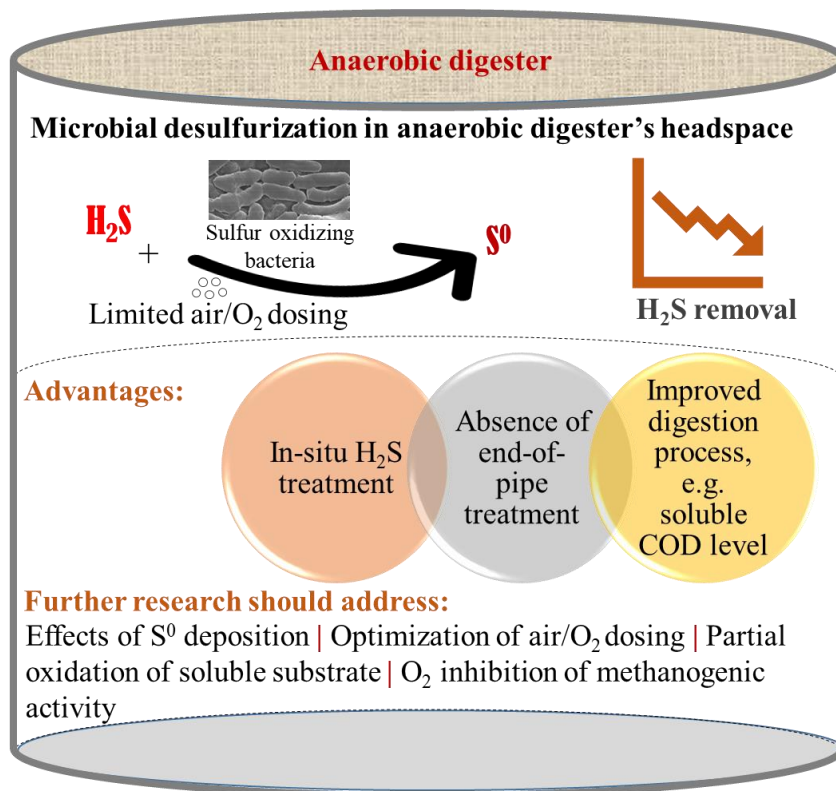 Anaerobic digester
Microbial desulfurization in anaerobic digester's headspace
H₂S
+
Sulfur oxidizing
bacteria
S⁰
Limited air/O₂ dosing
H₂S removal
Advantages:
In-situ H₂S
treatment
Absence of
end-of-
pipe
treatment
Improved
digestion
process,
e.g.
soluble
COD level
Further research should address:
Effects of S⁰ deposition | Optimization of air/O₂ dosing | Partial
oxidation of soluble substrate | O₂ inhibition of methanogenic
activity